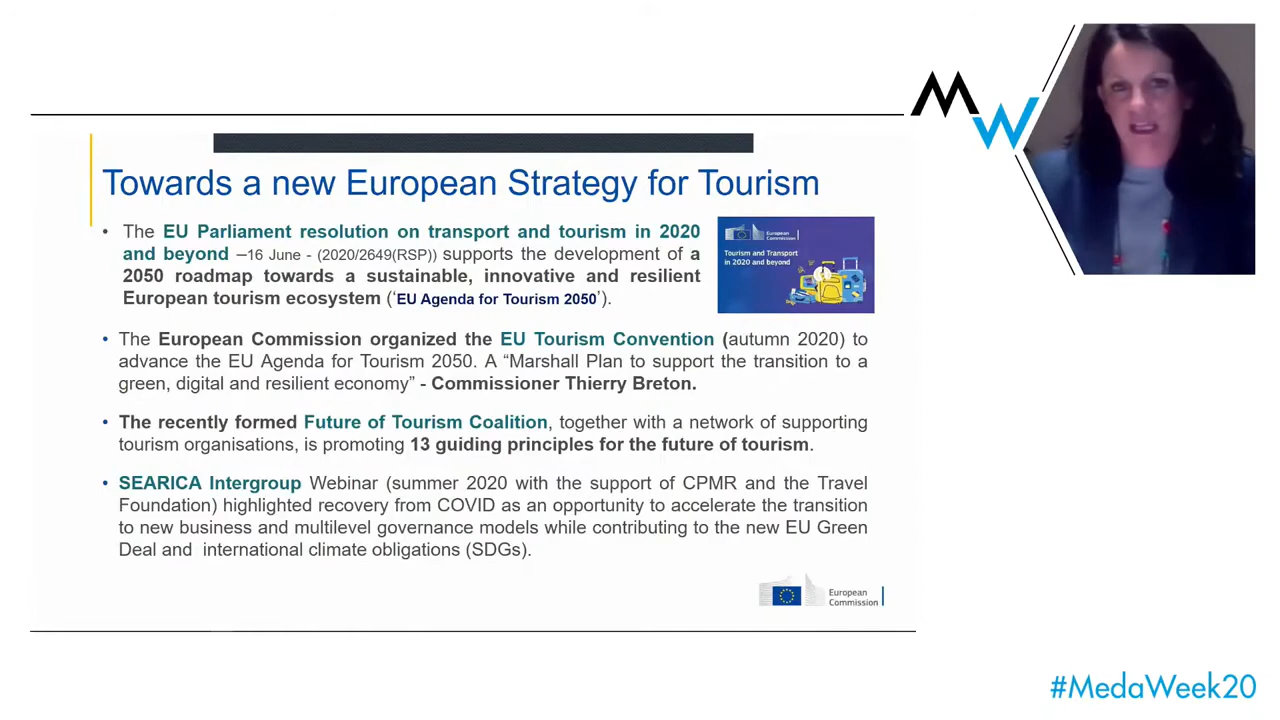 MW
Towards a new European Strategy for Tourism
• The EU Parliament resolution on transport and tourism in 2020
and beyond –16 June - (2020/2649(RSP)) supports the development of a
2050 roadmap towards a sustainable, innovative and resilient
European tourism ecosystem (‘EU Agenda for Tourism 2050’).
European
Commission
Tourism and Transport
in 2020 and beyond
• The European Commission organized the EU Tourism Convention (autumn 2020) to
advance the EU Agenda for Tourism 2050. A “Marshall Plan to support the transition to a
green, digital and resilient economy” - Commissioner Thierry Breton.
• The recently formed Future of Tourism Coalition, together with a network of supporting
tourism organisations, is promoting 13 guiding principles for the future of tourism.
• SEARICA Intergroup Webinar (summer 2020 with the support of CPMR and the Travel
Foundation) highlighted recovery from COVID as an opportunity to accelerate the transition
to new business and multilevel governance models while contributing to the new EU Green
Deal and international climate obligations (SDGs).
European
Commission
#MedaWeek20